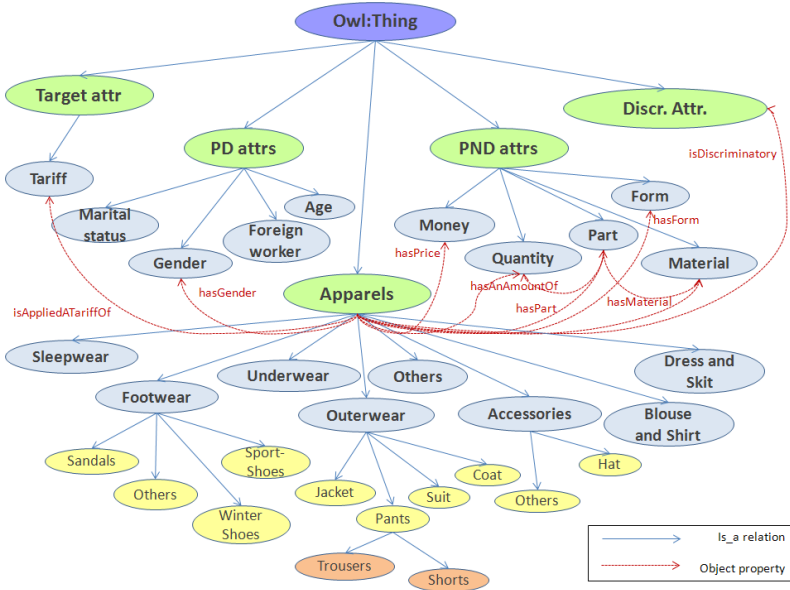 Owl:Thing
Target attr
Discr. Attr.
PD attrs
PND attrs
isDiscriminatory
Tariff
Form
Age
Marital
status
Foreign
worker
Money
Part
hasForm
Gender
hasPrice
Quantity
Material
hasGender
Apparels
hasAnAmountOf
isAppliedATariffOf
hasPart
hasMaterial
Sleepwear
Underwear
Others
Dress and
Skit
Footwear
Outerwear
Accessories
Blouse
and Shirt
Sandals
Sport-
Shoes
Others
Jacket
Suit
Coat
Hat
Others
Winter
Shoes
Pants
Trousers
Shorts
Is_a relation
Object property